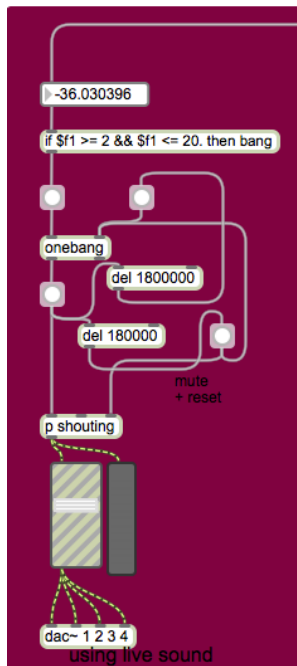 -36.030396
if $f1 >= 2 && $f1 <= 20. then bang
onebang
del 1800000
del 180000
mute
+ reset
p shouting
dac~ 1 2 3 4
using live sound